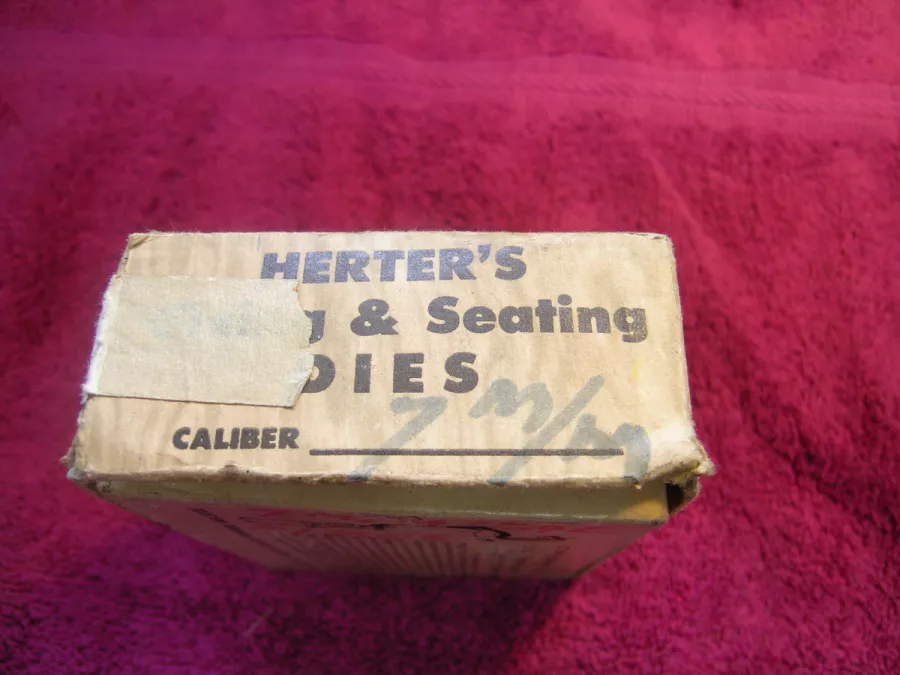 HERTER'S
& Seating
DIES
CALIBER 7 m/m